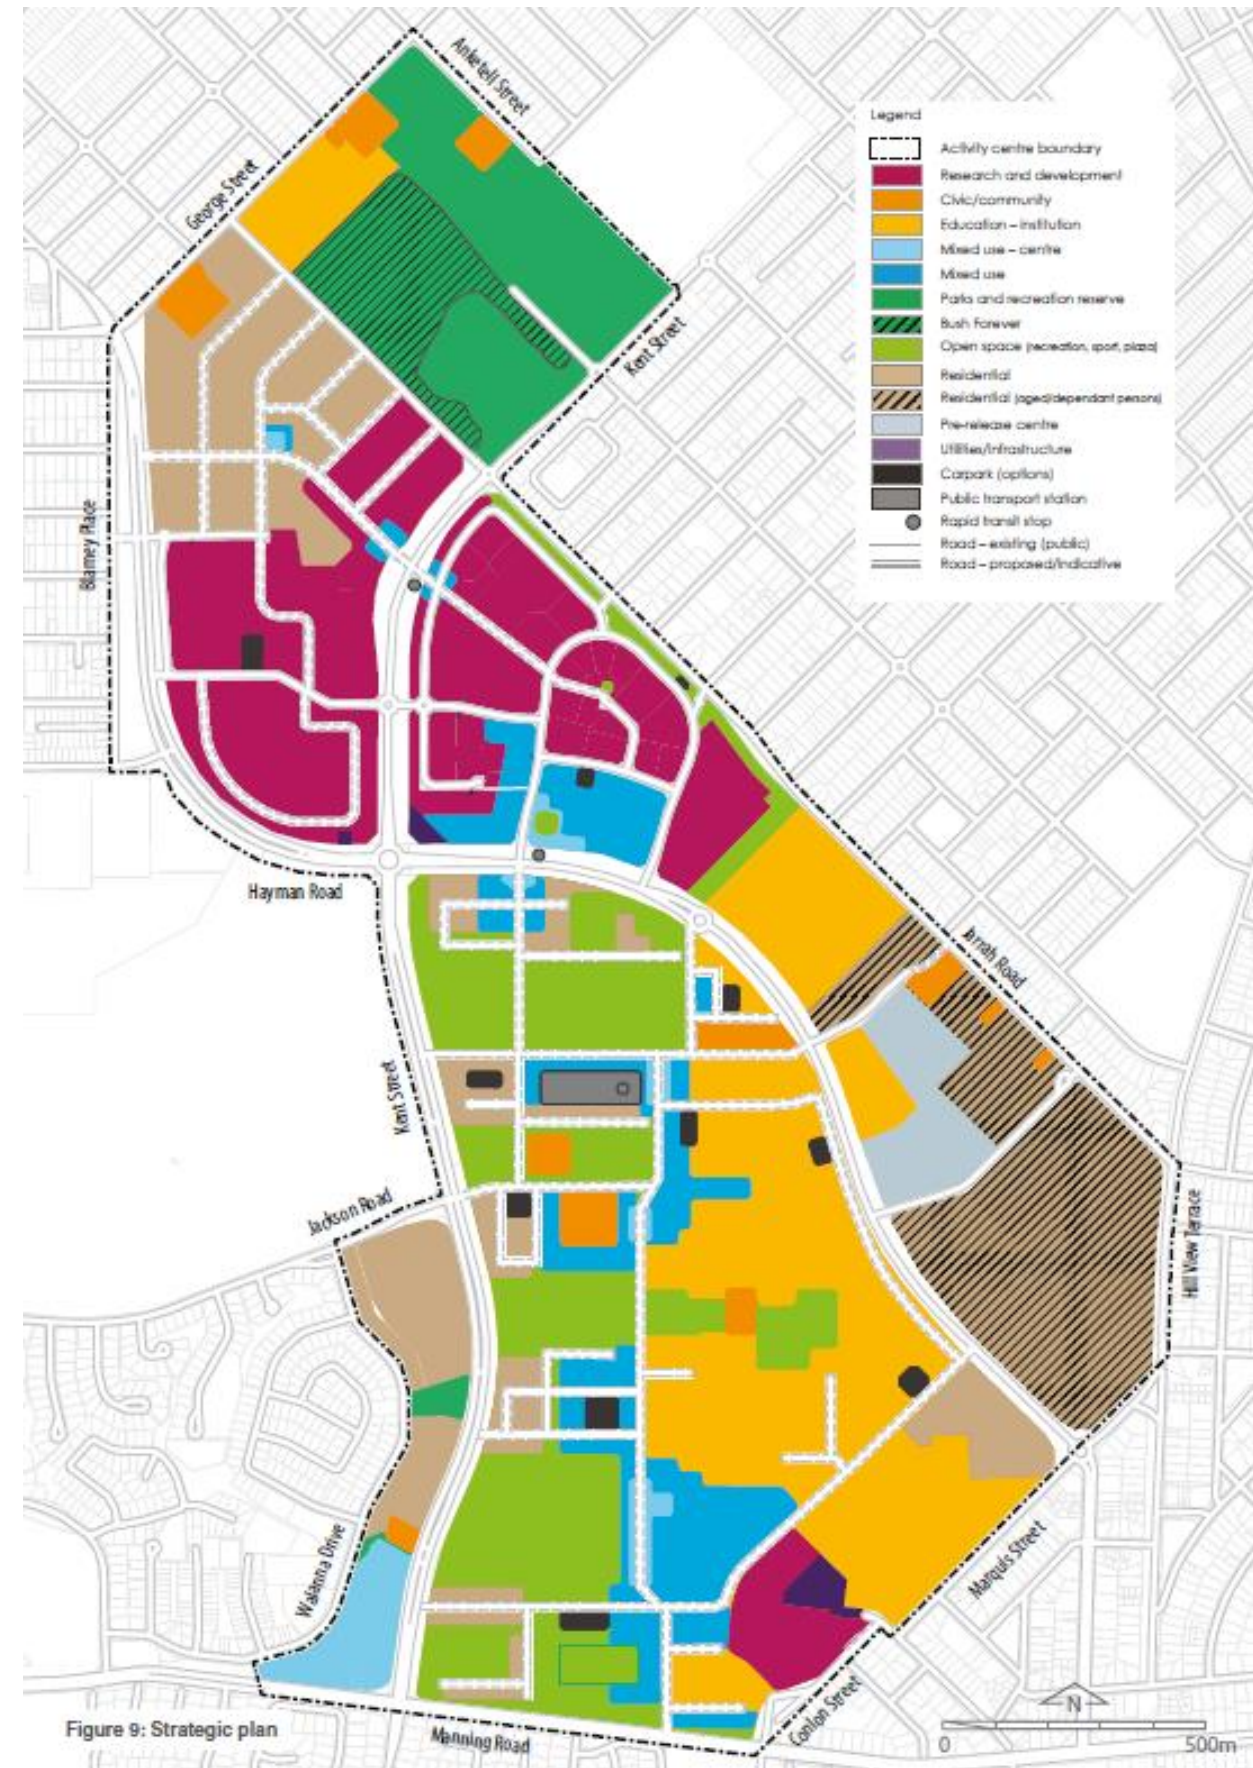 Anketell Street
George Street
Legend
Activity centre boundary
Research and development
Civic/community
Education – institution
Mixed use – centre
Mixed use
Parks and recreation reserve
Bush Forever
Open space (recreation, sport, plaza)
Residential
Residential (aged/dependant persons)
Pre-release centre
Utilities/infrastructure
Carpark (options)
Public transport station
Rapid transit stop
Road – existing (public)
Road – proposed/indicative
Kent Street
Blamey Place
Hayman Road
Jarrah Road
Kent Street
Jackson Road
Hill View Terrace
Walanna Drive
Marquis Street
Conlon Street
Manning Road
N
0 500m
Figure 9: Strategic plan